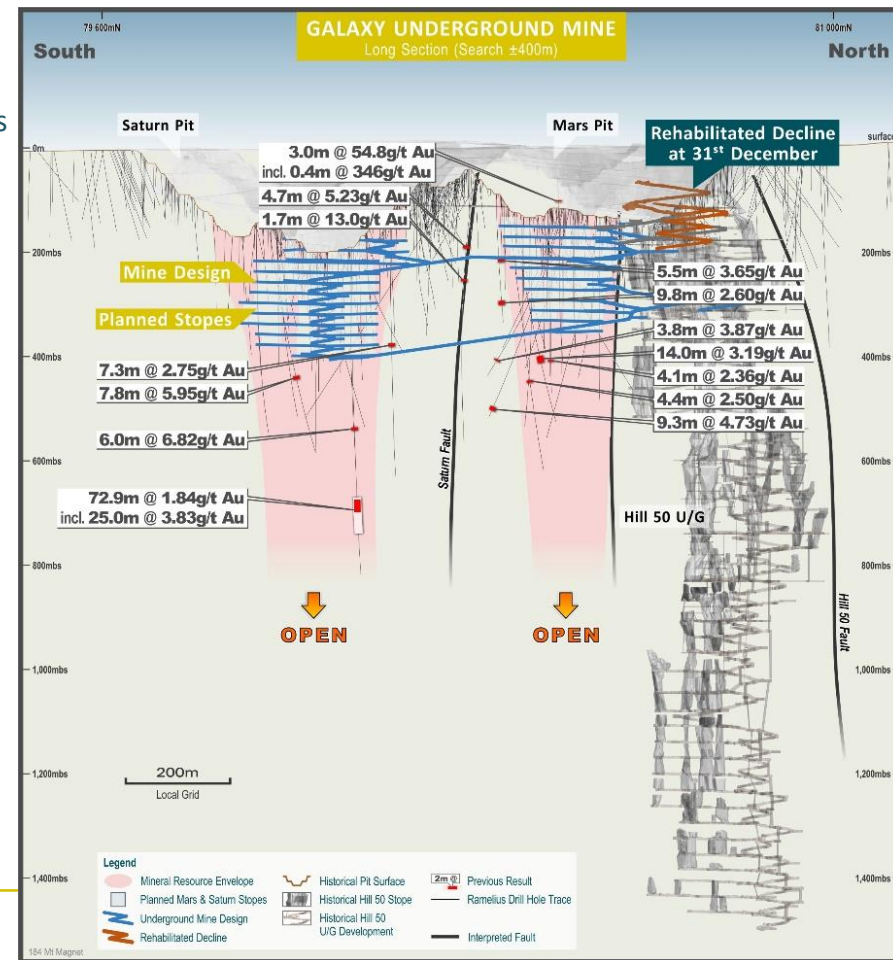 79 600mN
GALAXY UNDERGROUND MINE
Long Section (Search ±400m)
81 000mN
South
North
s
Saturn Pit
Mars Pit
Rehabilitated Decline
at 31st December
0m
surface
3.0m @ 54.8g/t Au
incl. 0.4m @ 346g/t Au
4.7m @ 5.23g/t Au
1.7m @ 13.0g/t Au
200mbs
200mbs
Mine Design
Planned Stopes
5.5m @ 3.65g/t Au
9.8m @ 2.60g/t Au
3.8m @ 3.87g/t Au
14.0m @ 3.19g/t Au
4.1m @ 2.36g/t Au
4.4m @ 2.50g/t Au
9.3m @ 4.73g/t Au
400mbs
400mbs
7.3m @ 2.75g/t Au
7.8m @ 5.95g/t Au
6.0m @ 6.82g/t Au
Saturn Fault
600mbs
600mbs
72.9m @ 1.84g/t Au
incl. 25.0m @ 3.83g/t Au
Hill 50 U/G
800mbs
800mbs
Hill 50 Fault
OPEN
OPEN
1,000mbs
1,000mbs
200m
Local Grid
1,200mbs
1,200mbs
1,400mbs
1,400mbs
Legend
Mineral Resource Envelope
Planned Mars & Saturn Stopes
Underground Mine Design
Rehabilitated Decline
Historical Pit Surface
Historical Hill 50 Stope
Historical Hill 50
U/G Development
2m @
Previous Result
Ramelius Drill Hole Trace
Interpreted Fault
184 Mt Magnet